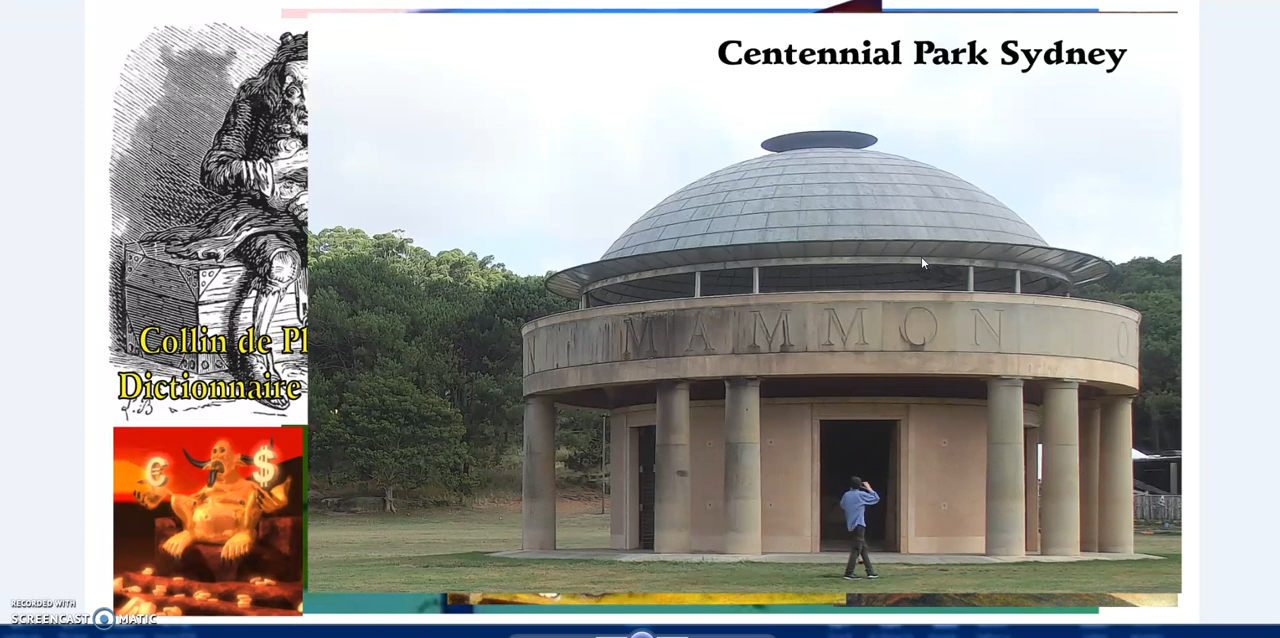 Centennial Park Sydney
MAMMON O
Collin de Pl
Dictionnaire
€ $
RECORDED WITH
SCREENCAST MATIC